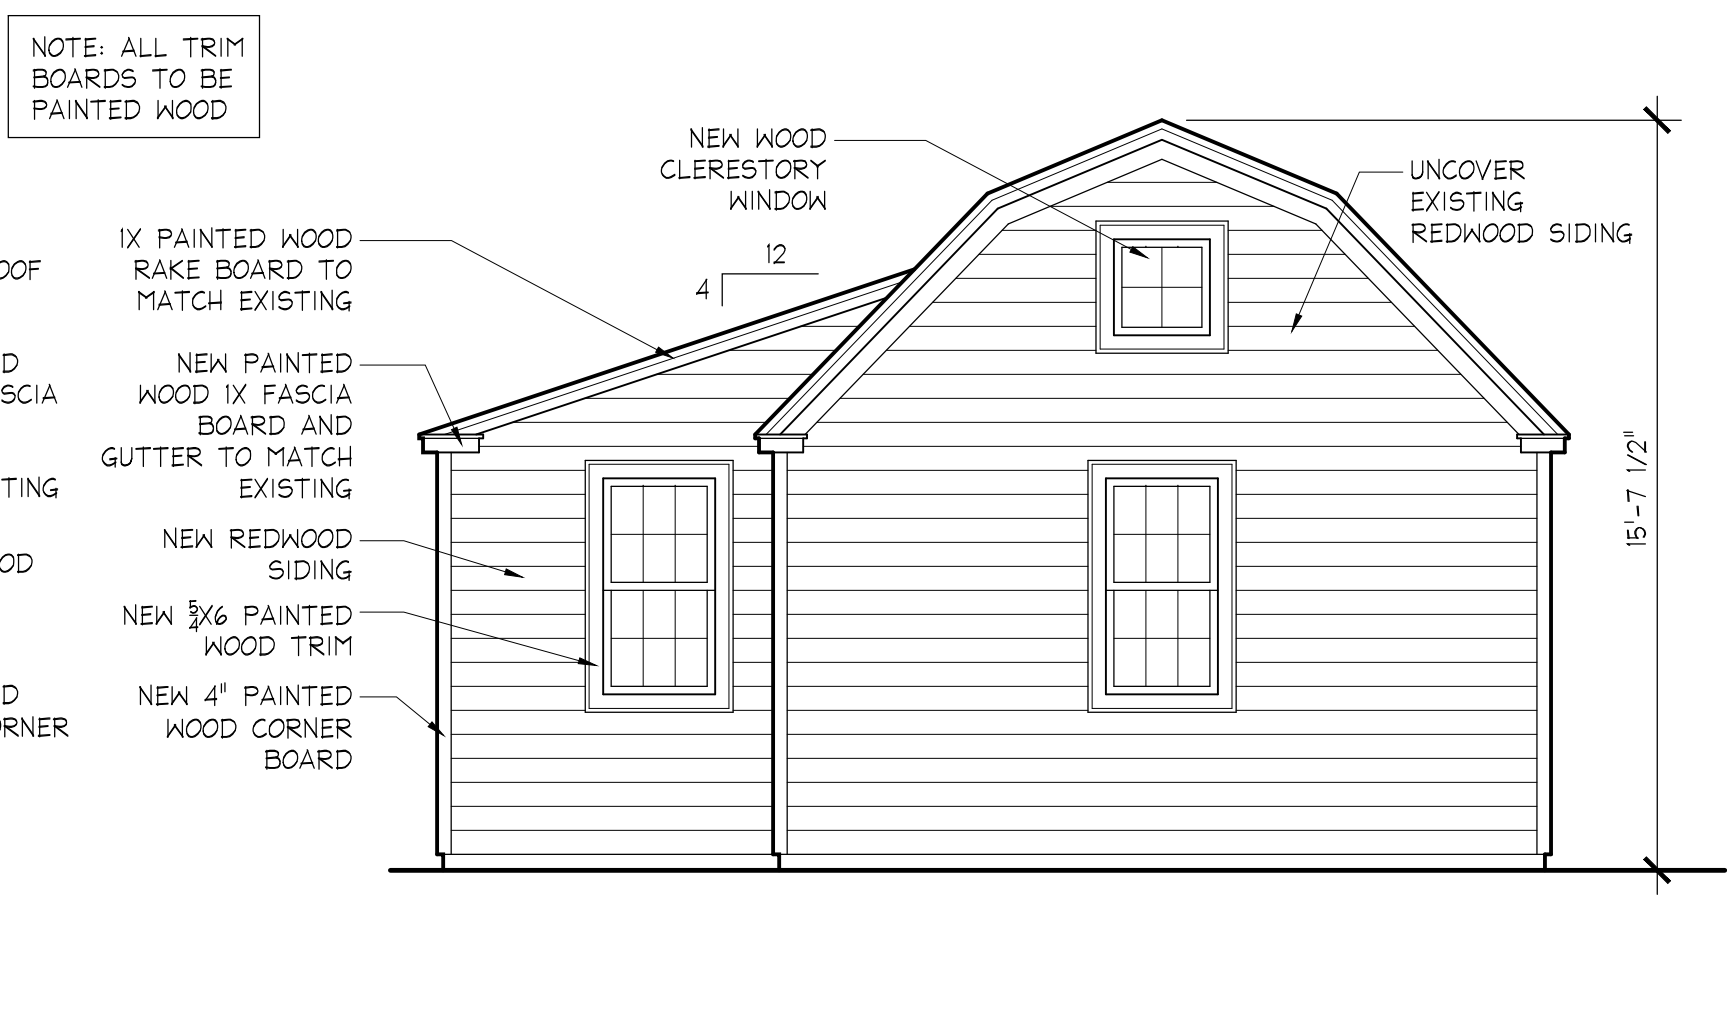 NOTE: ALL TRIM
BOARDS TO BE
PAINTED WOOD
NEW WOOD
CLERESTORY
WINDOW
UNCOVER
EXISTING
REDWOOD SIDING
12
4
1X PAINTED WOOD
RAKE BOARD TO
MATCH EXISTING
NEW PAINTED
WOOD 1X FASCIA
BOARD AND
GUTTER TO MATCH
EXISTING
NEW REDWOOD
SIDING
NEW 5/4X6 PAINTED
WOOD TRIM
NEW 4" PAINTED
WOOD CORNER
BOARD
15'-7 1/2"